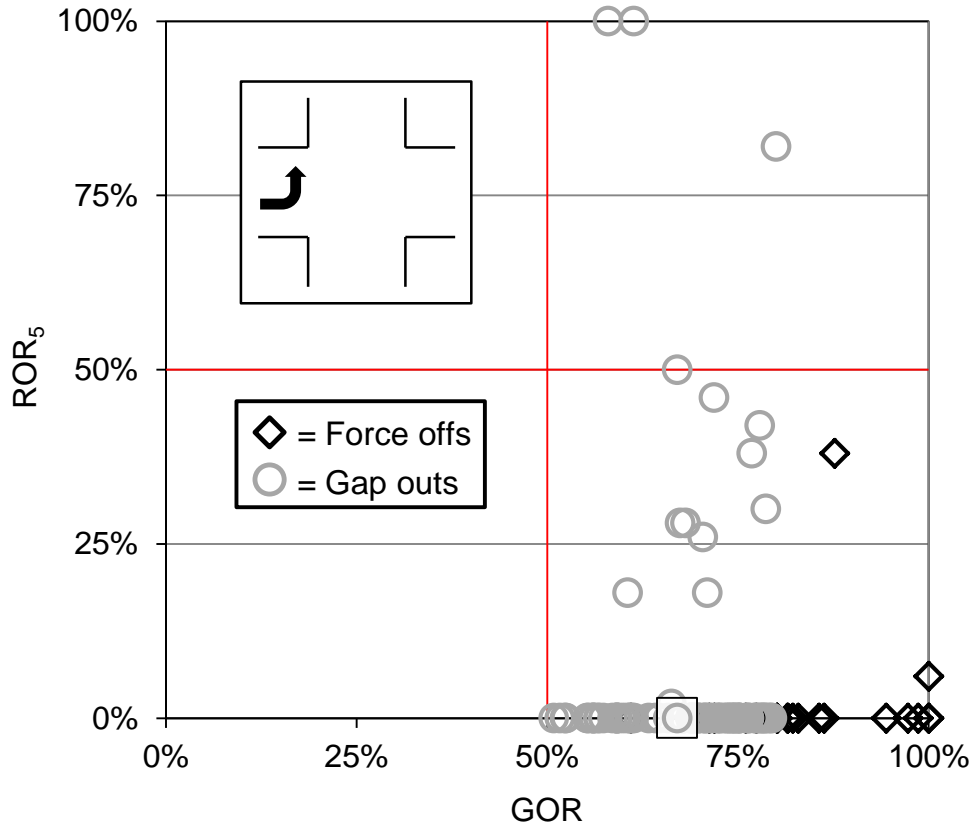 100%
75%
50%
25%
0%
ROR5
= Force offs
= Gap outs
0% 25% 50% 75% 100%
GOR